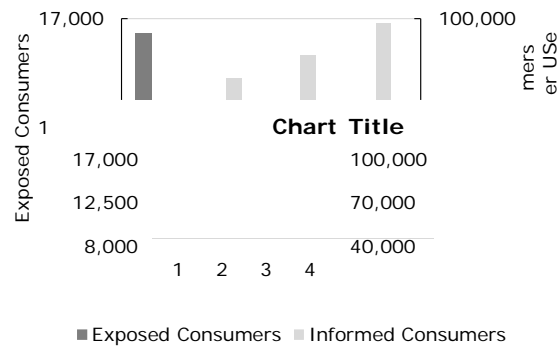 17,000 100,000
Exposed Consumers
mers
er USe
1
Chart Title
17,000 100,000
12,500 70,000
8,000 40,000
1 2 3 4
Exposed Consumers Informed Consumers